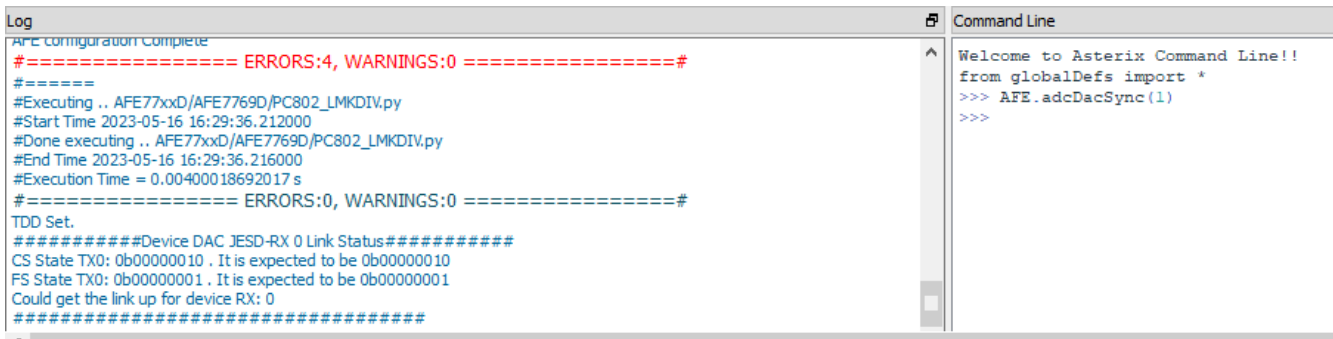 Log
AFE configuration Complete
#================ ERRORS:4, WARNINGS:0 ================#
#======
#Executing .. AFE77xxD/AFE7769D/PC802_LMKDIV.py
#Start Time 2023-05-16 16:29:36.212000
#Done executing .. AFE77xxD/AFE7769D/PC802_LMKDIV.py
#End Time 2023-05-16 16:29:36.216000
#Execution Time = 0.00400018692017 s
#================ ERRORS:0, WARNINGS:0 ================#
TDD Set.
###########Device DAC JESD-RX 0 Link Status###########
CS State TX0: 0b00000010 . It is expected to be 0b00000010
FS State TX0: 0b00000001 . It is expected to be 0b00000001
Could get the link up for device RX: 0
###################################
Command Line
Welcome to Asterix Command Line!!
from globalDefs import *
>>> AFE.adcDacSync(1)
>>>